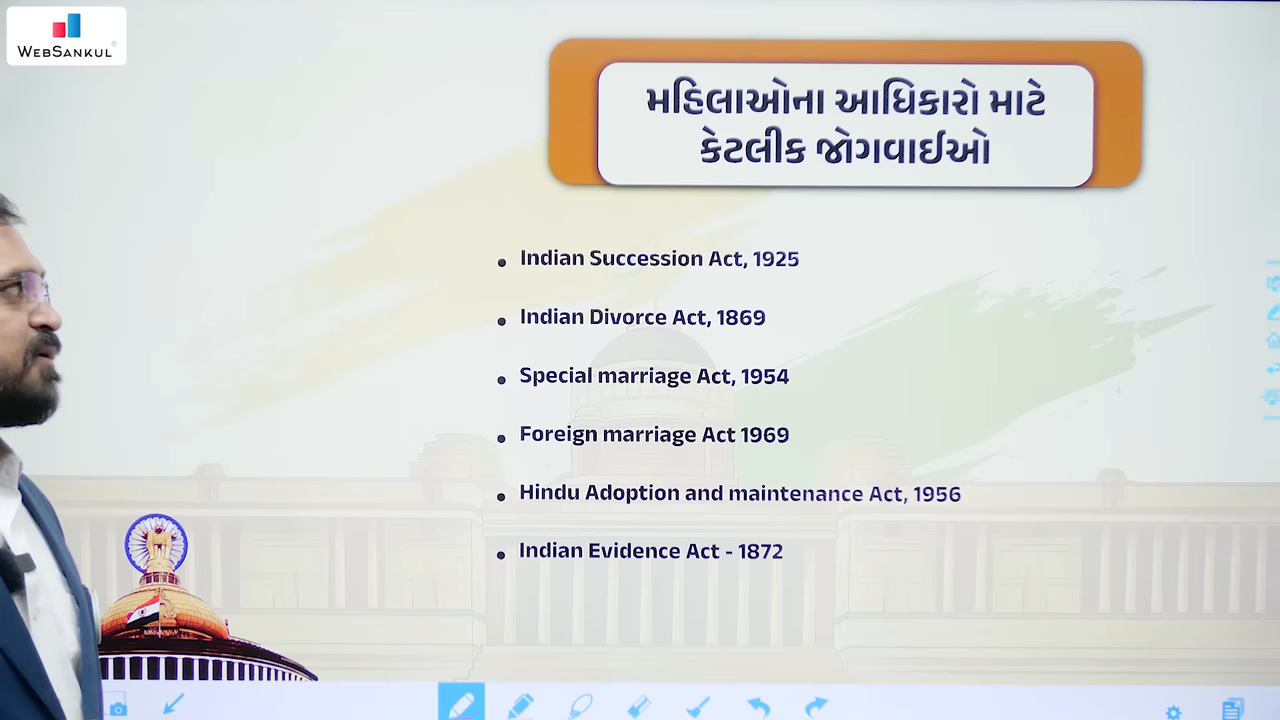 WEBSANKUL
મહિલાઓના આધિકારો માટે
કેટલીક જોગવાઈઓ
• Indian Succession Act, 1925
• Indian Divorce Act, 1869
• Special marriage Act, 1954
• Foreign marriage Act 1969
• Hindu Adoption and maintenance Act, 1956
• Indian Evidence Act - 1872